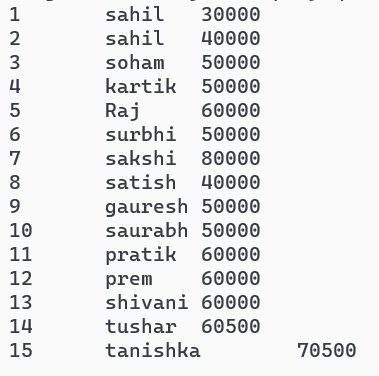 1 sahil 30000
2 sahil 40000
3 soham 50000
4 kartik 50000
5 Raj 60000
6 surbhi 50000
7 sakshi 80000
8 satish 40000
9 gauresh 50000
10 saurabh 50000
11 pratik 60000
12 prem 60000
13 shivani 60000
14 tushar 60500
15 tanishka 70500